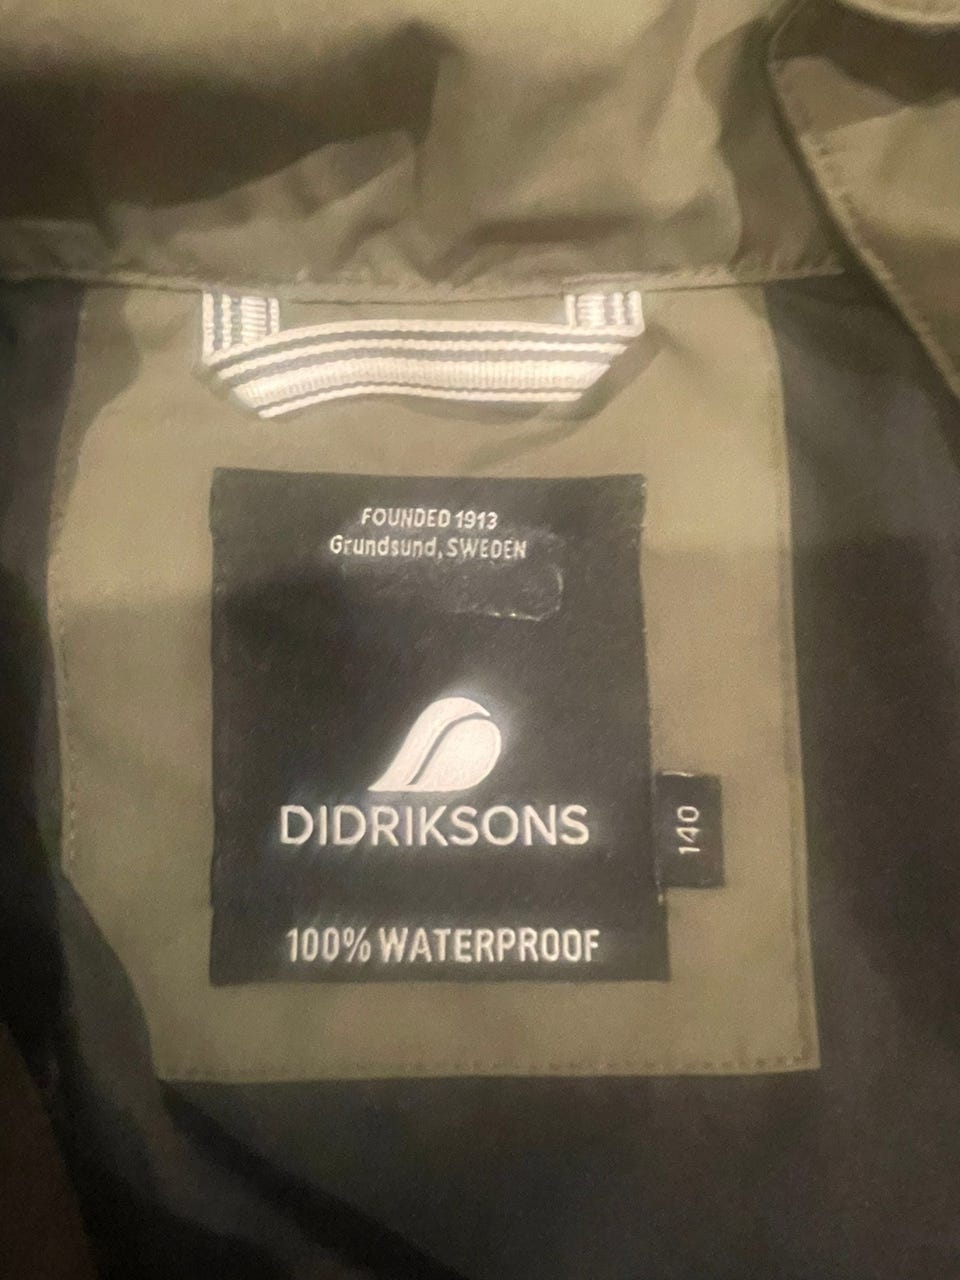 FOUNDED 1913
Grundsund, SWEDEN
DIDRIKSONS
140
100% WATERPROOF